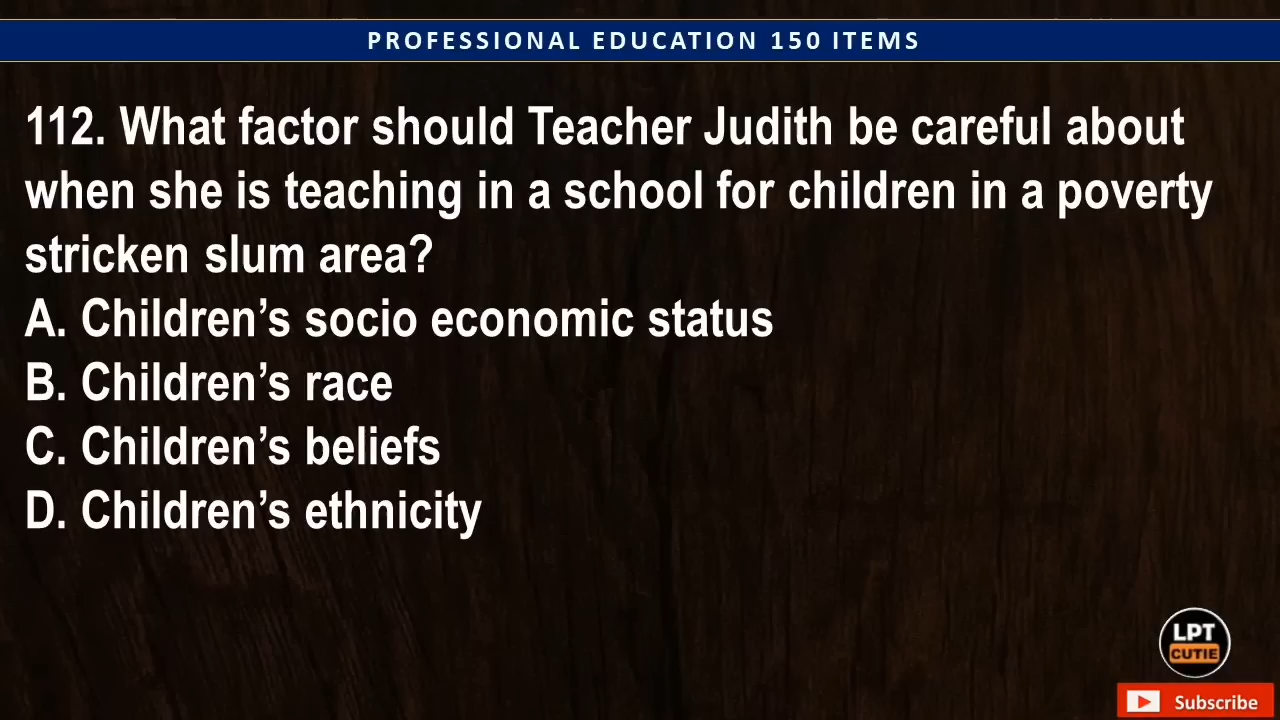 PROFESSIONAL EDUCATION 150 ITEMS
112. What factor should Teacher Judith be careful about
when she is teaching in a school for children in a poverty
stricken slum area?
A. Children’s socio economic status
B. Children’s race
C. Children’s beliefs
D. Children’s ethnicity
LPT
CUTIE
Subscribe